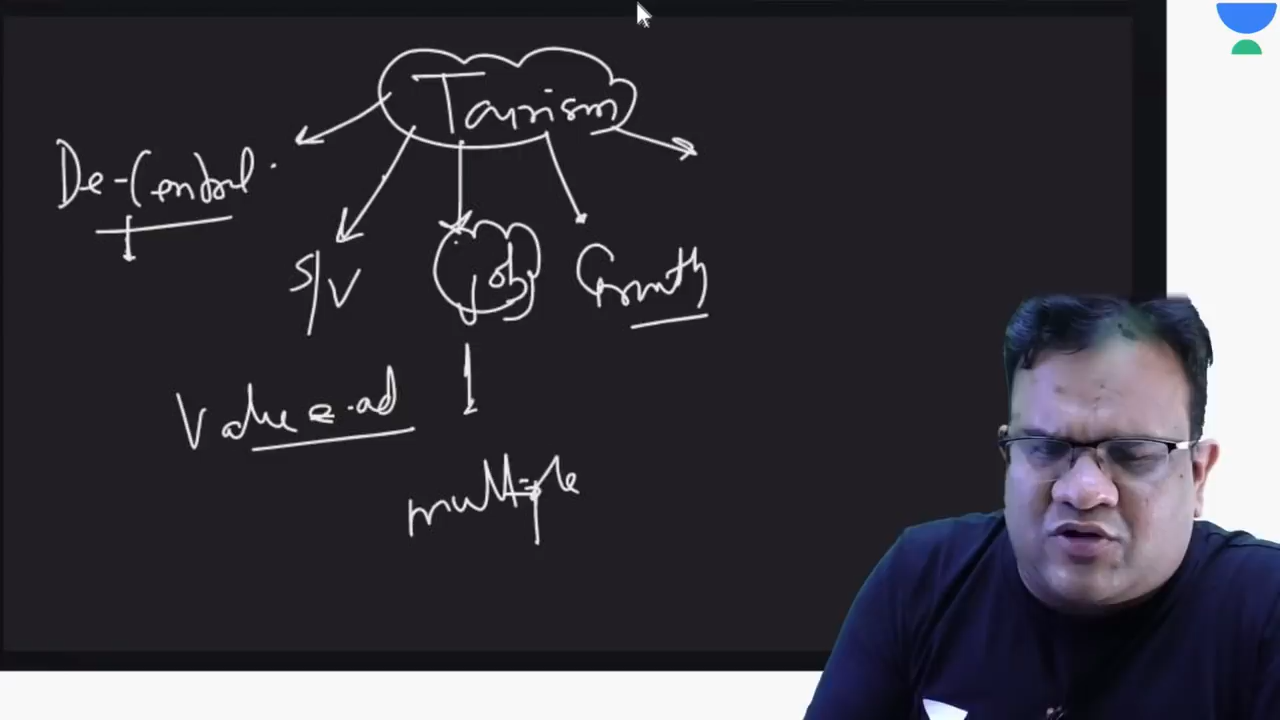 Tourism
De-Central.
S/V
Job
Growth
Value-ad
multiple